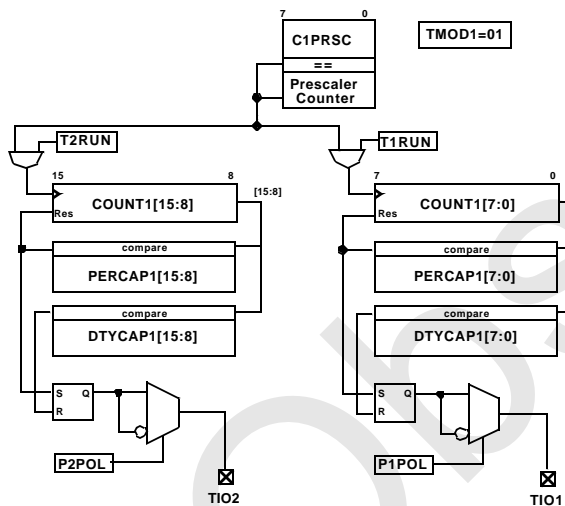 7 0
C1PRSC
TMOD1=01
==
Prescaler
Counter
T2RUN
T1RUN
15 8
[15:8]
7 0
COUNT1[15:8]
Res
COUNT1[7:0]
Res
compare
PERCAP1[15:8]
compare
PERCAP1[7:0]
compare
DTYCAP1[15:8]
compare
DTYCAP1[7:0]
S Q
R
S Q
R
P2POL
P1POL
TIO2
TIO1
Obs